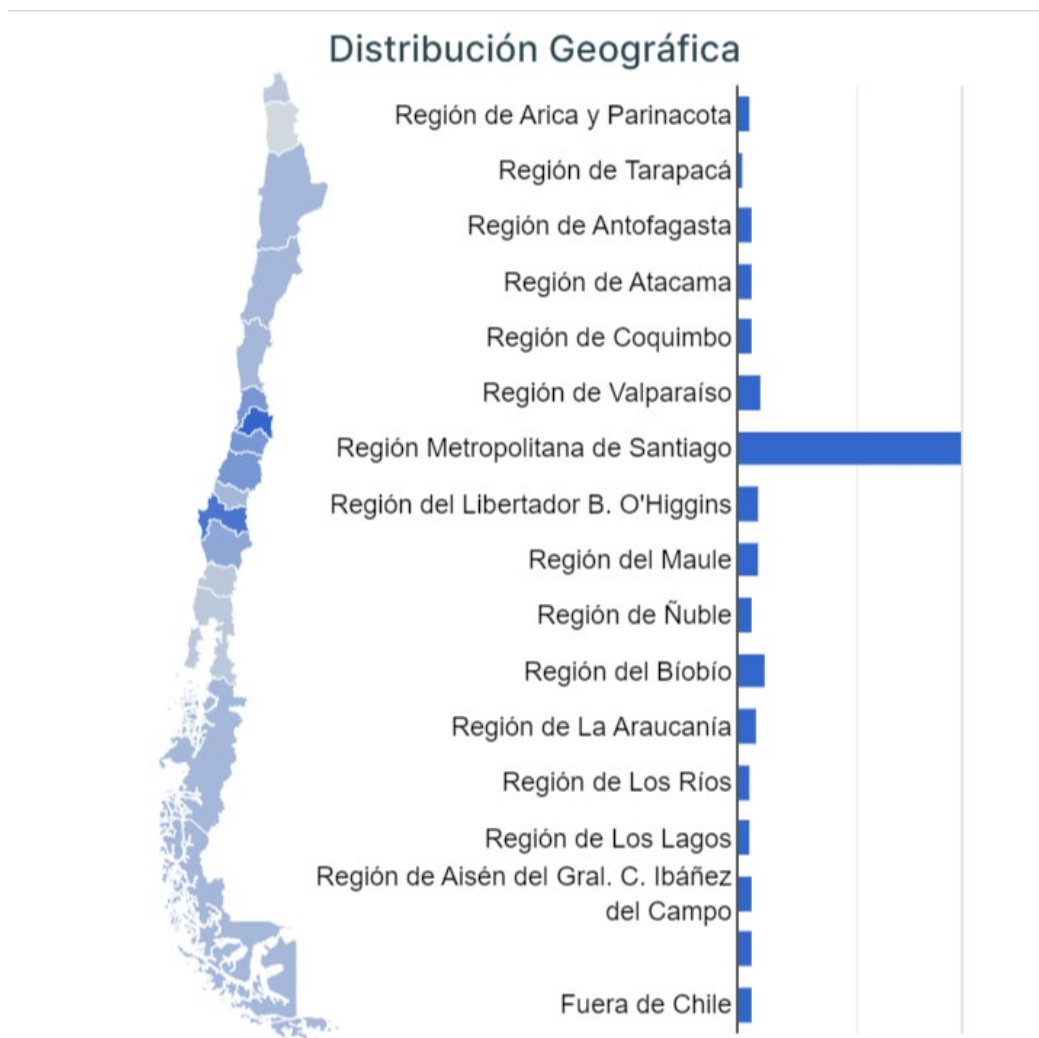 Distribución Geográfica
Región de Arica y Parinacota
Región de Tarapacá
Región de Antofagasta
Región de Atacama
Región de Coquimbo
Región de Valparaíso
Región Metropolitana de Santiago
Región del Libertador B. O'Higgins
Región del Maule
Región de Ñuble
Región del Bíobío
Región de La Araucanía
Región de Los Ríos
Región de Los Lagos
Región de Aisén del Gral. C. Ibáñez
del Campo
Fuera de Chile